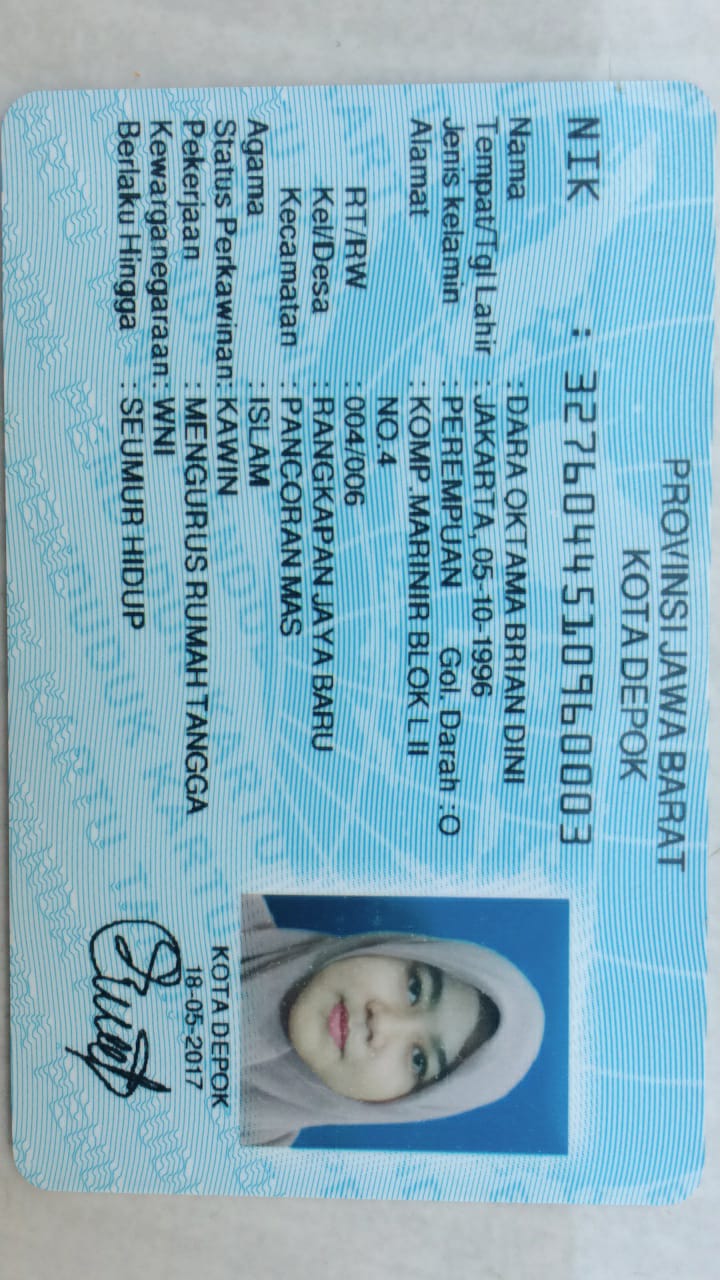 PROVINSI JAWA BARAT
KOTA DEPOK
NIK : 3276044510960003
Nama : DARA OKTAMA BRIAN DINI
Tempat/Tgl Lahir : JAKARTA, 05-10-1996
Jenis kelamin : PEREMPUAN Gol. Darah : O
Alamat : KOMP.MARINIR BLOK L II
NO.4
RT/RW : 004/006
Kel/Desa : RANGKAPAN JAYA BARU
Kecamatan : PANCORAN MAS
Agama : ISLAM
Status Perkawinan : KAWIN
Pekerjaan : MENGURUS RUMAH TANGGA
Kewarganegaraan : WNI
Berlaku Hingga : SEUMUR HIDUP
KOTA DEPOK
18-05-2017